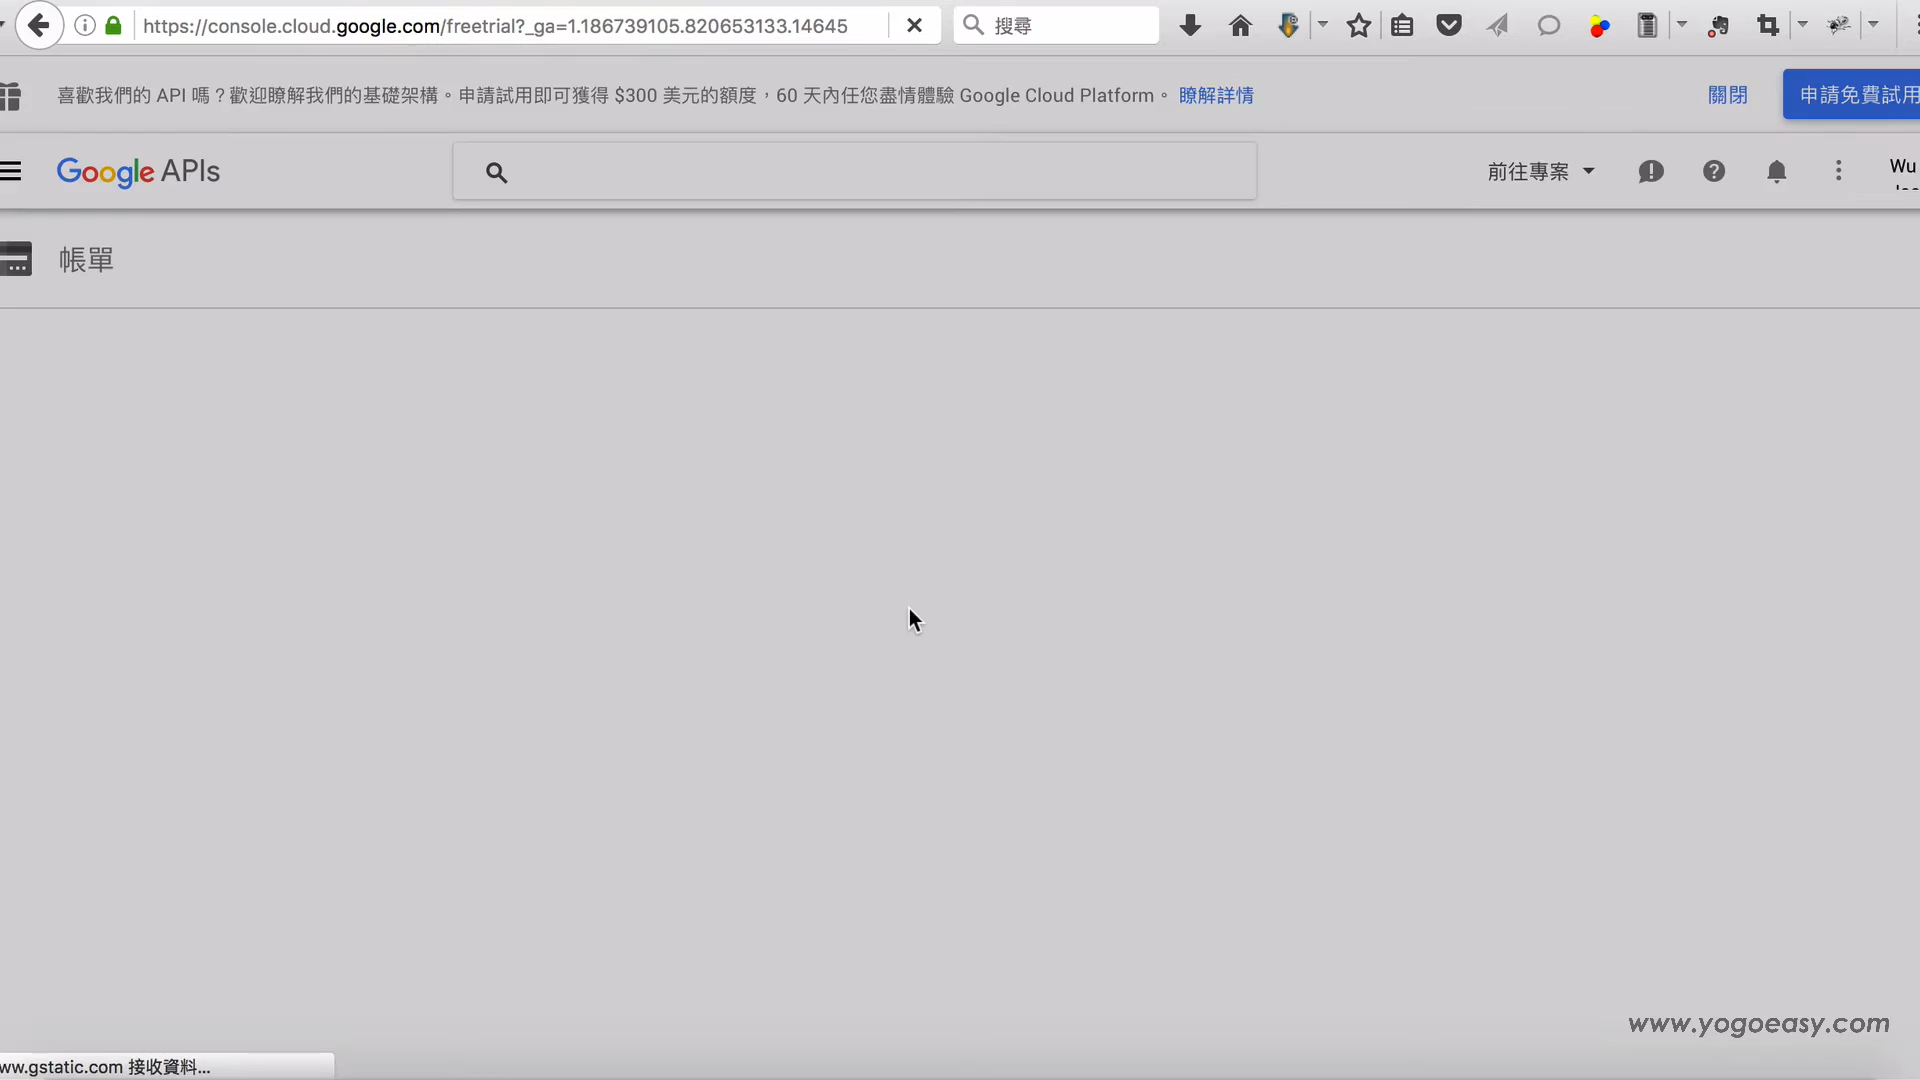 https://console.cloud.google.com/freetrial?_ga=1.186739105.820653133.14645
搜尋
喜歡我們的 API 嗎？歡迎瞭解我們的基礎架構。申請試用即可獲得 $300 美元的額度，60 天內任您盡情體驗 Google Cloud Platform。 瞭解詳情
關閉
申請免費試用
Google APIs
前往專案
Wu
帳單
www.yogoeasy.com
ww.gstatic.com 接收資料...